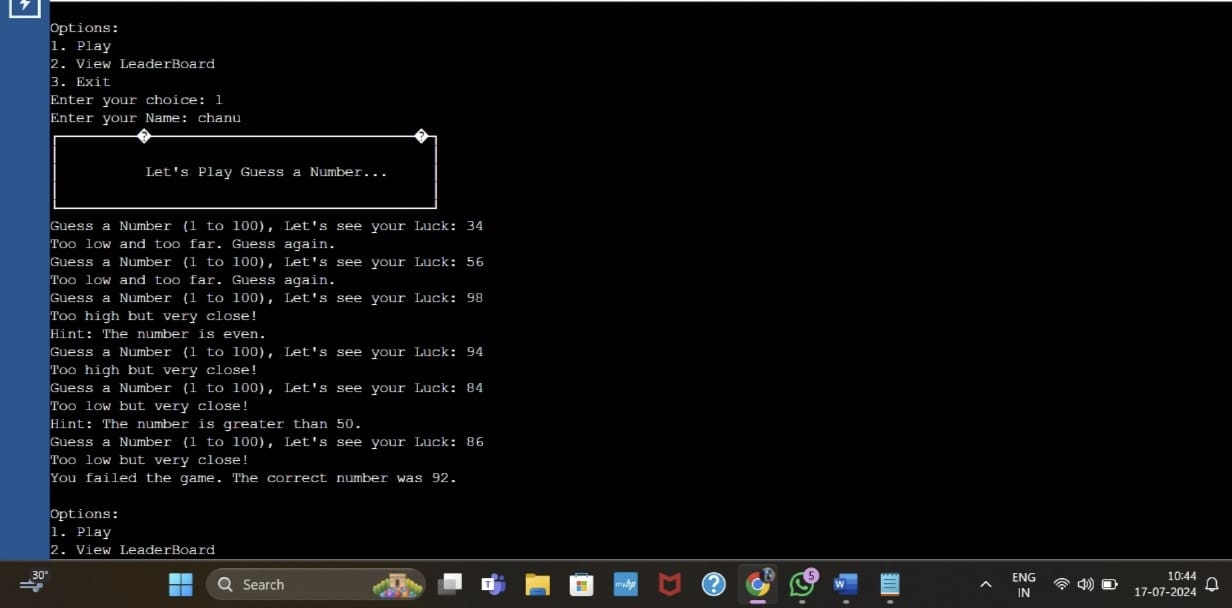 Options:
1. Play
2. View LeaderBoard
3. Exit
Enter your choice: 1
Enter your Name: chanu
Let's Play Guess a Number...
Guess a Number (1 to 100), Let's see your Luck: 34
Too low and too far. Guess again.
Guess a Number (1 to 100), Let's see your Luck: 56
Too low and too far. Guess again.
Guess a Number (1 to 100), Let's see your Luck: 98
Too high but very close!
Hint: The number is even.
Guess a Number (1 to 100), Let's see your Luck: 94
Too high but very close!
Guess a Number (1 to 100), Let's see your Luck: 84
Too low but very close!
Hint: The number is greater than 50.
Guess a Number (1 to 100), Let's see your Luck: 86
Too low but very close!
You failed the game. The correct number was 92.
Options:
1. Play
2. View LeaderBoard
30°
Search
myhp
5
W
ENG
IN
10:44
17-07-2024